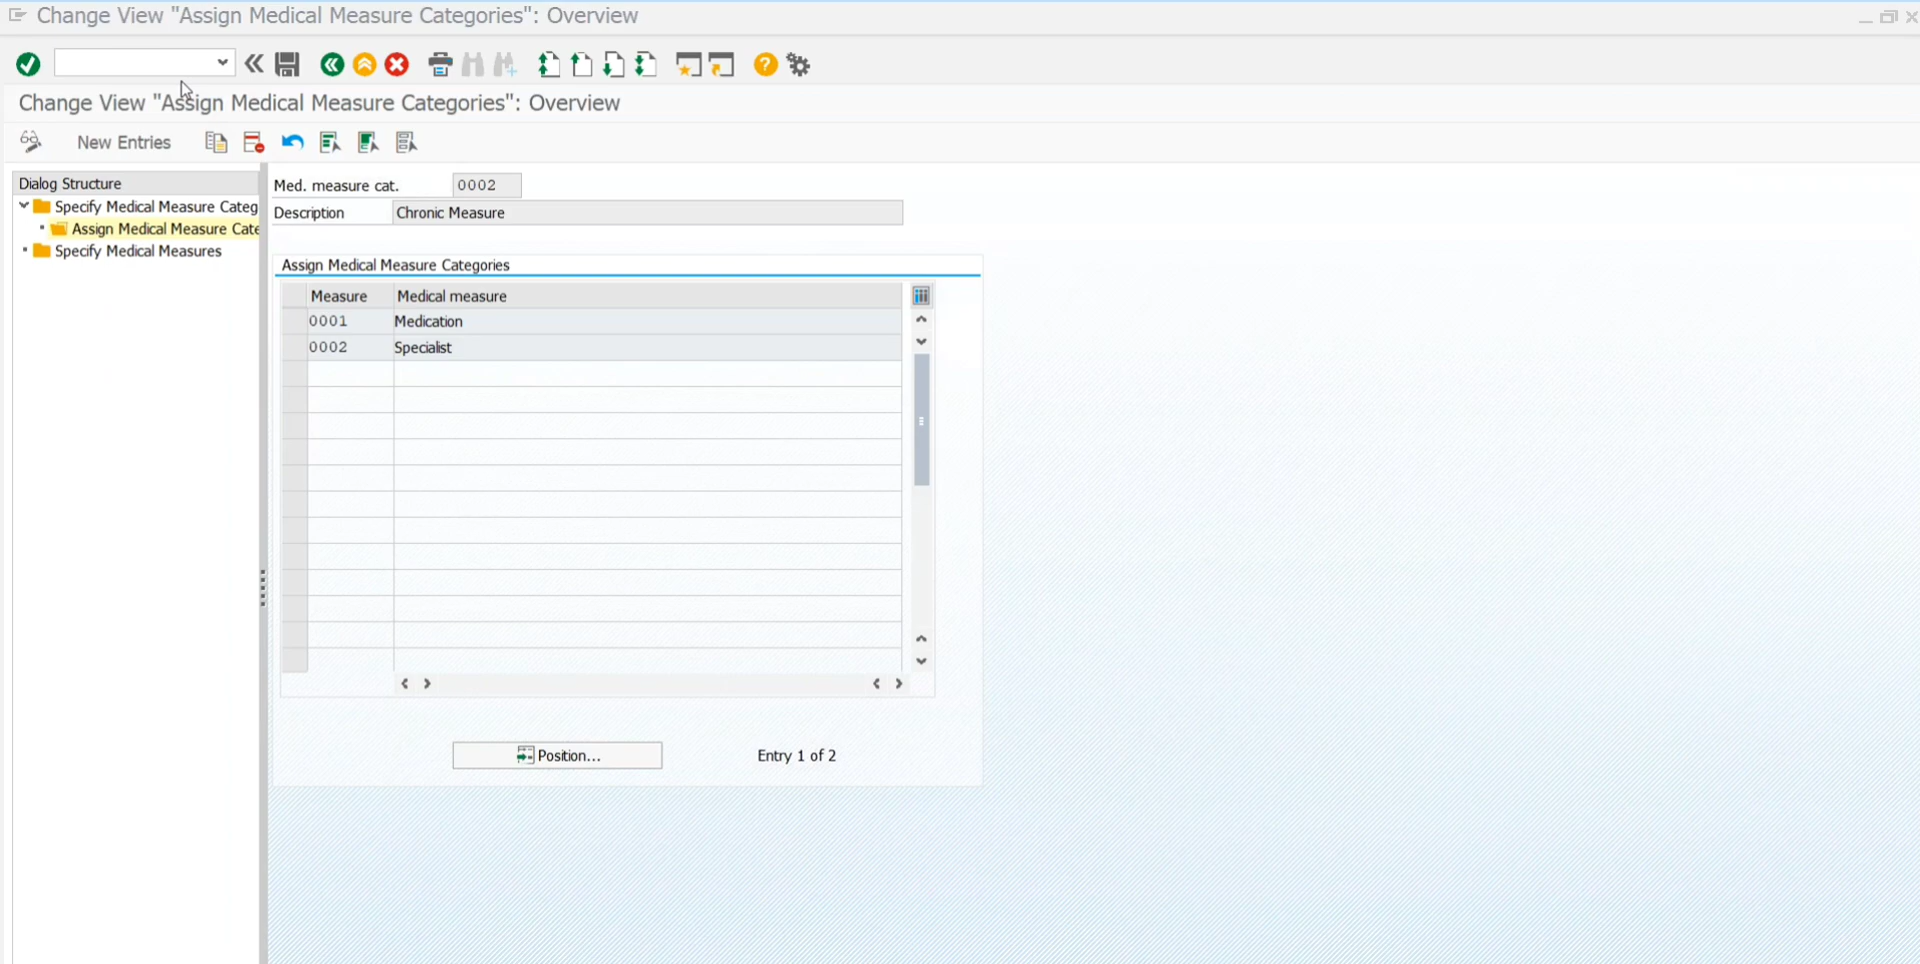 Change View "Assign Medical Measure Categories": Overview
Change View "Assign Medical Measure Categories": Overview
New Entries
Dialog Structure
Specify Medical Measure Categ
Assign Medical Measure Cate
Specify Medical Measures
Med. measure cat. 0002
Description Chronic Measure
Assign Medical Measure Categories
Measure Medical measure
0001 Medication
0002 Specialist
Position... Entry 1 of 2